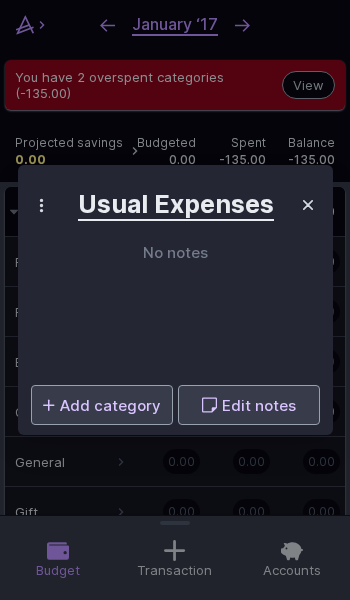 January ‘17
You have 2 overspent categories
(-135.00)
View
Projected savings
Budgeted
Spent
Balance
0.00
0.00
-135.00
-135.00
Usual Expenses
No notes
Add category
Edit notes
General
0.00
0.00
0.00
Gift
0.00
0.00
0.00
Budget
Transaction
Accounts